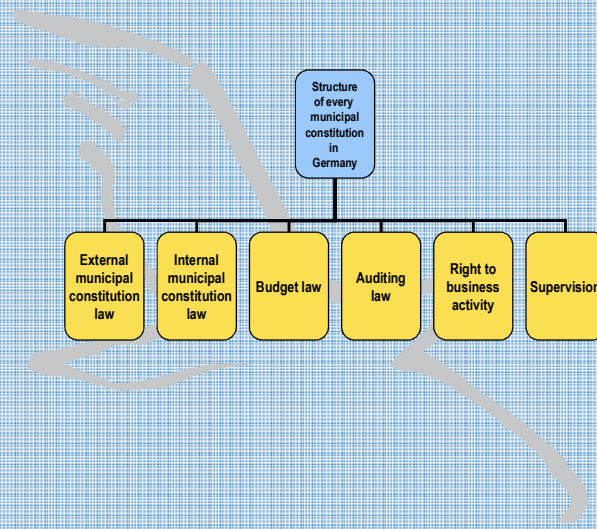 Structure
of every
municipal
constitution
in
Germany
External
municipal
constitution
law
Internal
municipal
constitution
law
Budget law
Auditing
law
Right to
business
activity
Supervision